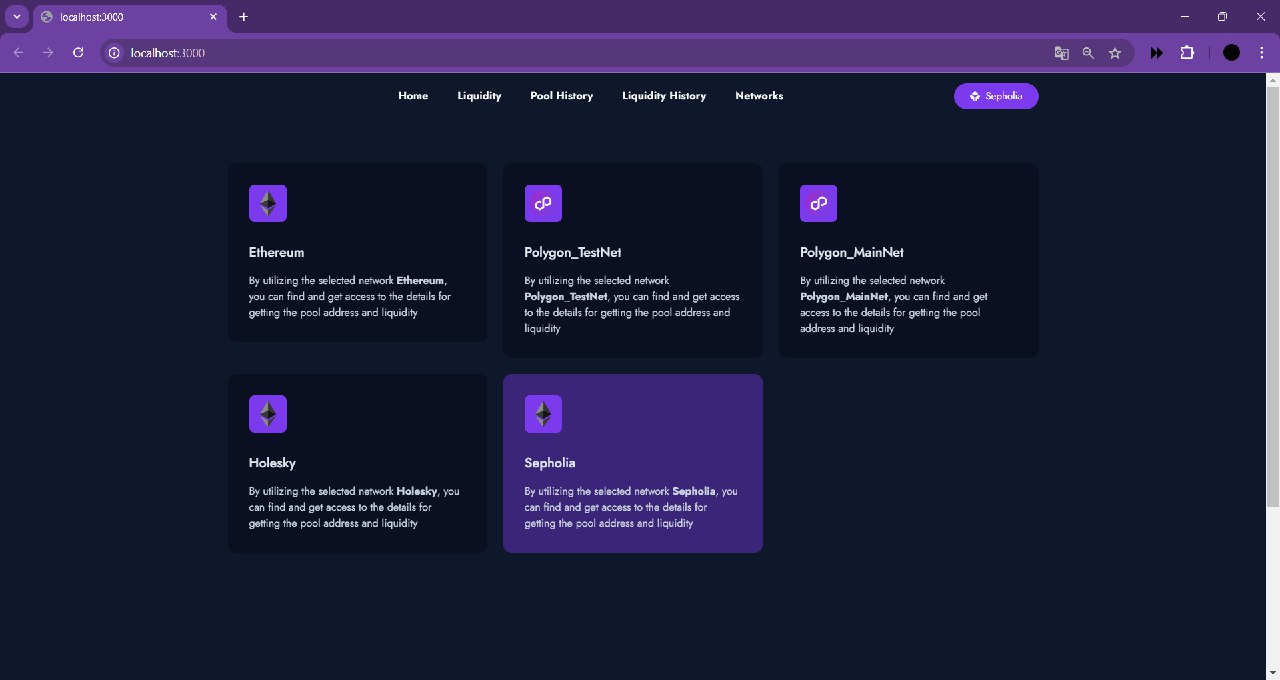 localhost:3000
localhost:3000
Home Liquidity Pool History Liquidity History Networks Sepholia
Ethereum
By utilizing the selected network Ethereum,
you can find and get access to the details for
getting the pool address and liquidity
Polygon_TestNet
By utilizing the selected network
Polygon_TestNet, you can find and get access
to the details for getting the pool address and
liquidity
Polygon_MainNet
By utilizing the selected network
Polygon_MainNet, you can find and get
access to the details for getting the pool
address and liquidity
Holesky
By utilizing the selected network Holesky, you
can find and get access to the details for
getting the pool address and liquidity
Sepholia
By utilizing the selected network Sepholia, you
can find and get access to the details for
getting the pool address and liquidity